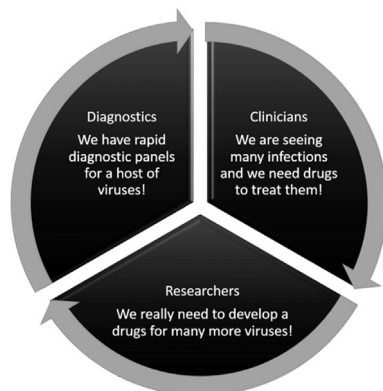 Diagnostics
We have rapid
diagnostic panels
for a host of
viruses!
Clinicians
We are seeing
many infections
and we need drugs
to treat them!
Researchers
We really need to develop a
drugs for many more viruses!